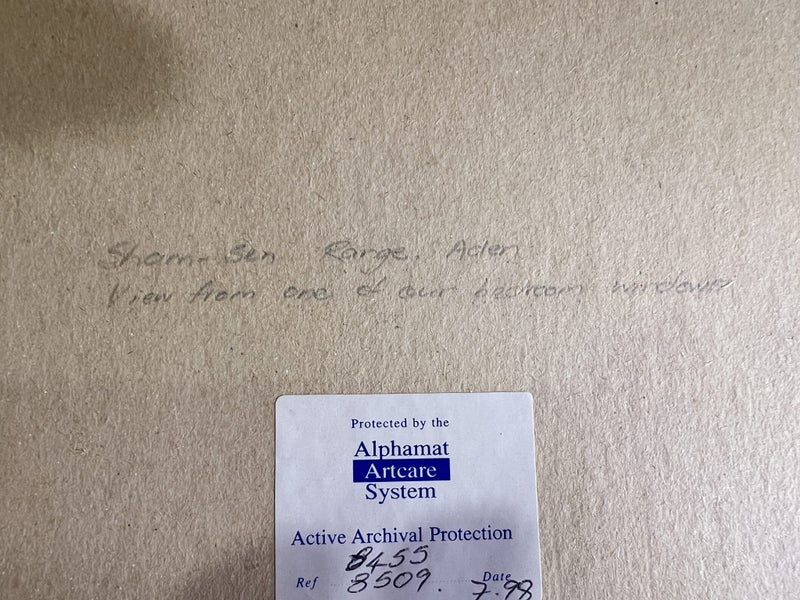 Sham-Sen Range. Aden
View from one of our bedroom windows
Protected by the
Alphamat
Artcare
System
Active Archival Protection
8455
Ref 8509. Date 7.98